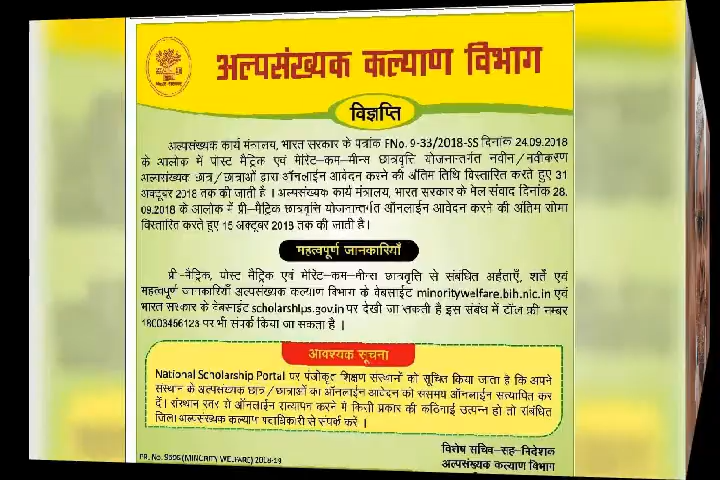 अल्पसंख्यक कल्याण विभाग
विज्ञप्ति
अल्पसंख्यक कार्य मंत्रालय, भारत सरकार के पत्रांक FNo. 9-33/2018-SS दिनांक 24.09.2018
के आलोक में पोस्ट मैट्रिक एवं मेरिट-कम-मीन्स छात्रवृत्ति योजनान्तर्गत नवीन/नवीकरण
अल्पसंख्यक छात्र/छात्राओं द्वारा ऑनलाईन आवेदन करने की अंतिम तिथि विस्तारित करते हुए 31
अक्टूबर 2018 तक की जाती है। अल्पसंख्यक कार्य मंत्रालय, भारत सरकार के मेल संवाद दिनांक 28.
09.2018 के आलोक में प्री-मैट्रिक छात्रवृत्ति योजनान्तर्गत ऑनलाईन आवेदन करने की अंतिम सीमा
विस्तारित करते हुए 15 अक्टूबर 2018 तक की जाती है।
महत्वपूर्ण जानकारियाँ
प्री-मैट्रिक, पोस्ट मैट्रिक एवं मेरिट-कम-मीन्स छात्रवृत्ति से संबंधित अर्हताएँ, शर्तें एवं
महत्वपूर्ण जानकारियाँ अल्पसंख्यक कल्याण विभाग के वेबसाईट minoritywelfare.bih.nic.in एवं
भारत सरकार के वेबसाईट scholarships.gov.in पर देखी जा सकती है इस संबंध में टॉल फ्री नम्बर
18003456123 पर भी संपर्क किया जा सकता है ।
आवश्यक सूचना
National Scholarship Portal पर पंजीकृत शिक्षण संस्थानों को सूचित किया जाता है कि अपने
संस्थान के अल्पसंख्यक छात्र/छात्राओं का ऑनलाईन आवेदन को ससमय ऑनलाईन सत्यापित कर
दें। संस्थान स्तर से ऑनलाईन सत्यापन करने में किसी प्रकार की कठिनाई उत्पन्न हो तो संबंधित
जिला अल्पसंख्यक कल्याण पदाधिकारी से संपर्क करें ।
विशेष सचिव-सह-निदेशक
अल्पसंख्यक कल्याण विभाग
PR. No. 9595 (MINORITY WELFARE) 2018-19